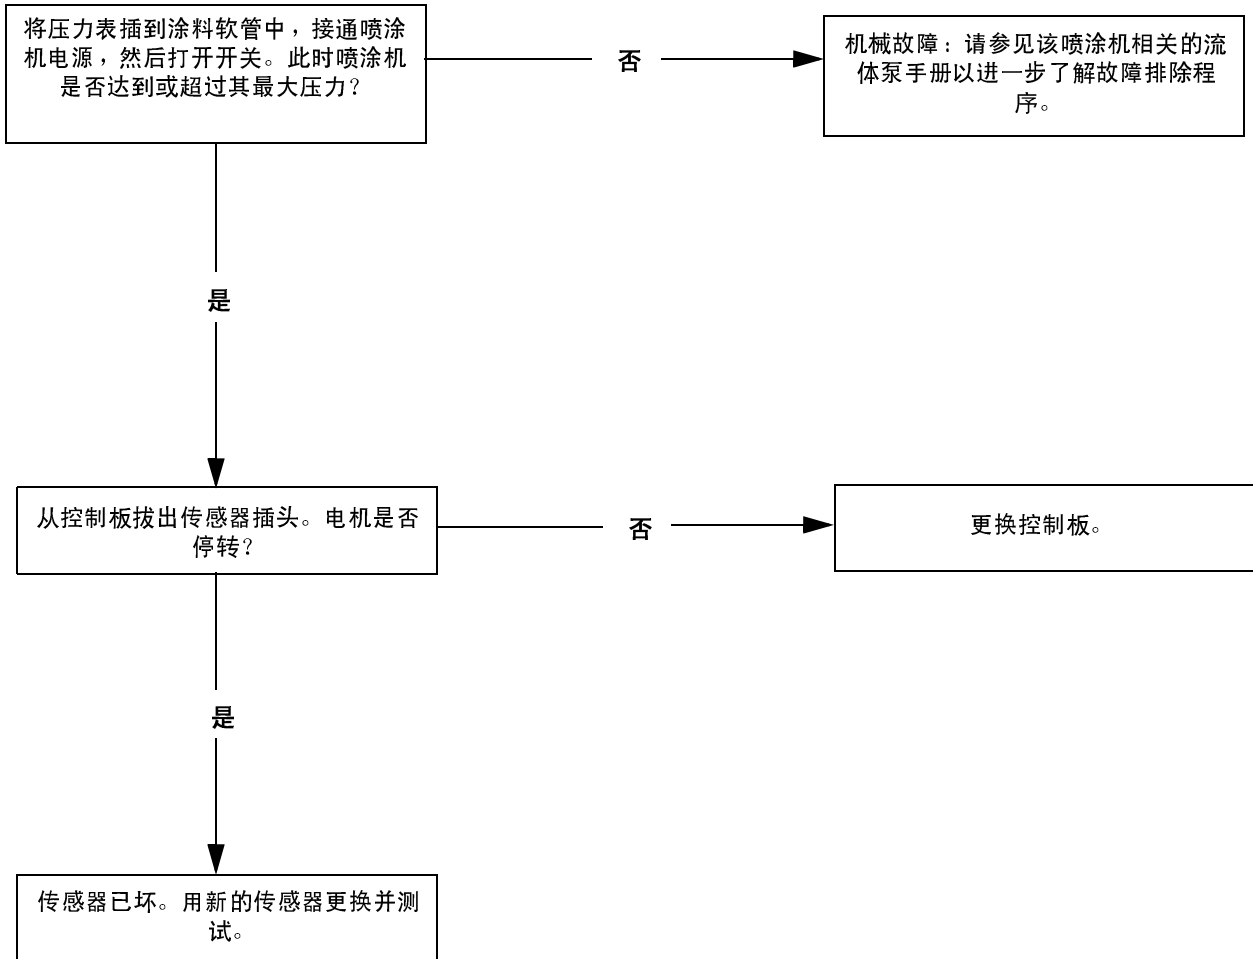 将压力表插到涂料软管中，接通喷涂
机电源，然后打开开关。此时喷涂机
是否达到或超过其最大压力？
否
机械故障：请参见该喷涂机相关的流
体泵手册以进一步了解故障排除程
序。
是
从控制板拔出传感器插头。电机是否
停转？
否
更换控制板。
是
传感器已坏。用新的传感器更换并测
试。